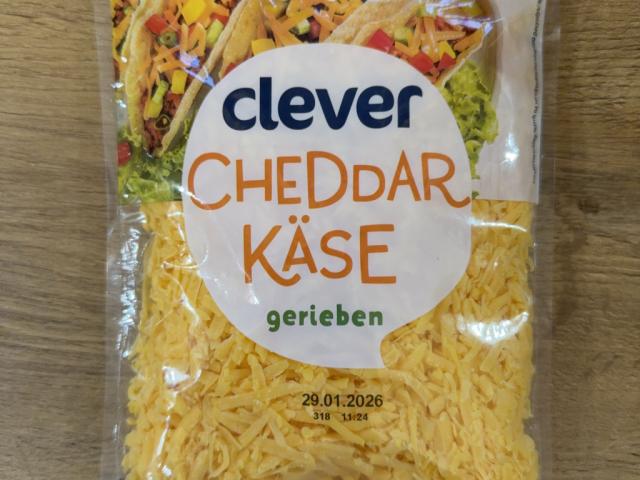 clever
CHEDDAR
KÄSE
gerieben
29.01.2026
318 11:24